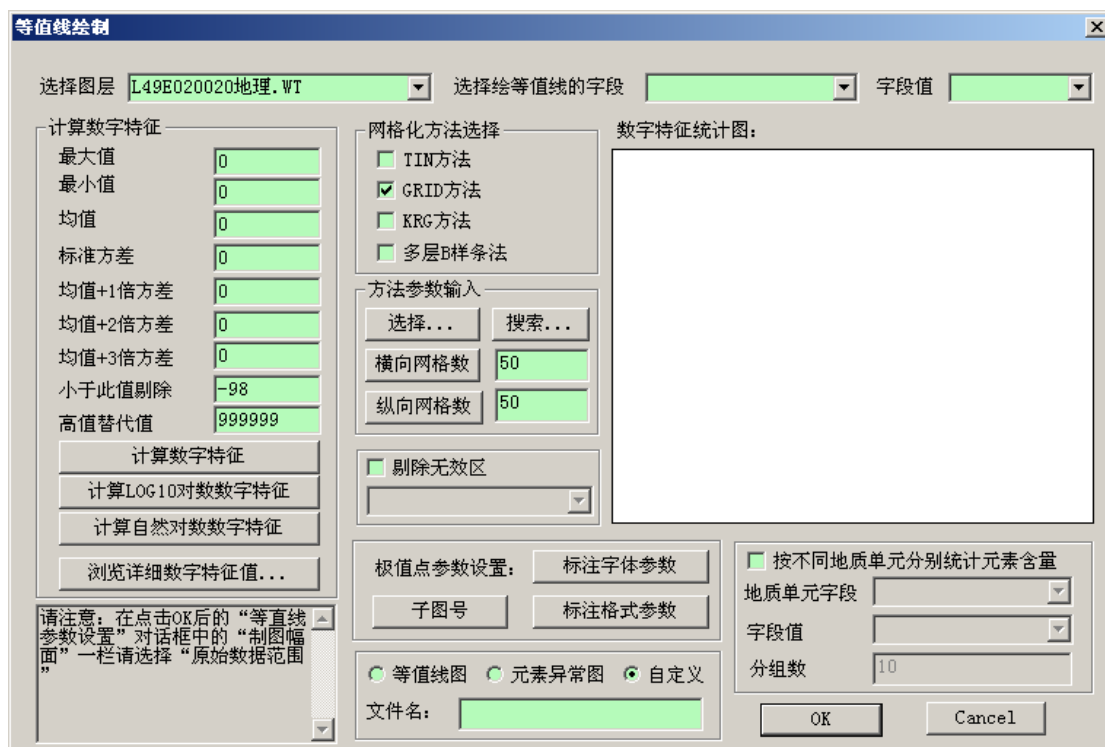 等值线绘制
选择图层 L49E020020地理.WT 选择绘等值线的字段 字段值
计算数字特征
最大值 0
最小值 0
均值 0
标准方差 0
均值+1倍方差 0
均值+2倍方差 0
均值+3倍方差 0
小于此值剔除 -98
高值替代值 999999
计算数字特征
计算LOG10对数数字特征
计算自然对数数字特征
浏览详细数字特征值...
请注意：在点击OK后的“等直线
参数设置”对话框中的“制图幅
面”一栏请选择“原始数据范围
”
网格化方法选择
TIN方法
GRID方法
KRG方法
多层B样条法
方法参数输入
选择... 搜索...
横向网格数 50
纵向网格数 50
剔除无效区
极值点参数设置： 标注字体参数
子图号 标注格式参数
等值线图 元素异常图 自定义
文件名：
数字特征统计图：
按不同地质单元分别统计元素含量
地质单元字段
字段值
分组数 10
OK Cancel